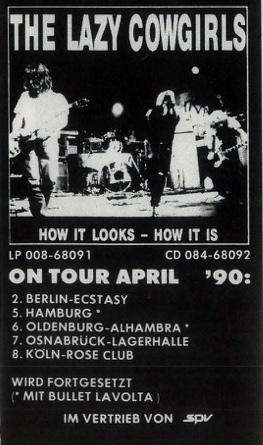 THE LAZY COWGIRLS
HOW IT LOOKS – HOW IT IS
LP 008-68091 CD 084-68092
ON TOUR APRIL '90:
2. BERLIN-ECSTASY
5. HAMBURG *
6. OLDENBURG-ALHAMBRA *
7. OSNABRÜCK-LAGERHALLE
8. KÖLN-ROSE CLUB
WIRD FORTGESETZT
(* MIT BULLET LAVOLTA )
IM VERTRIEB VON SPV